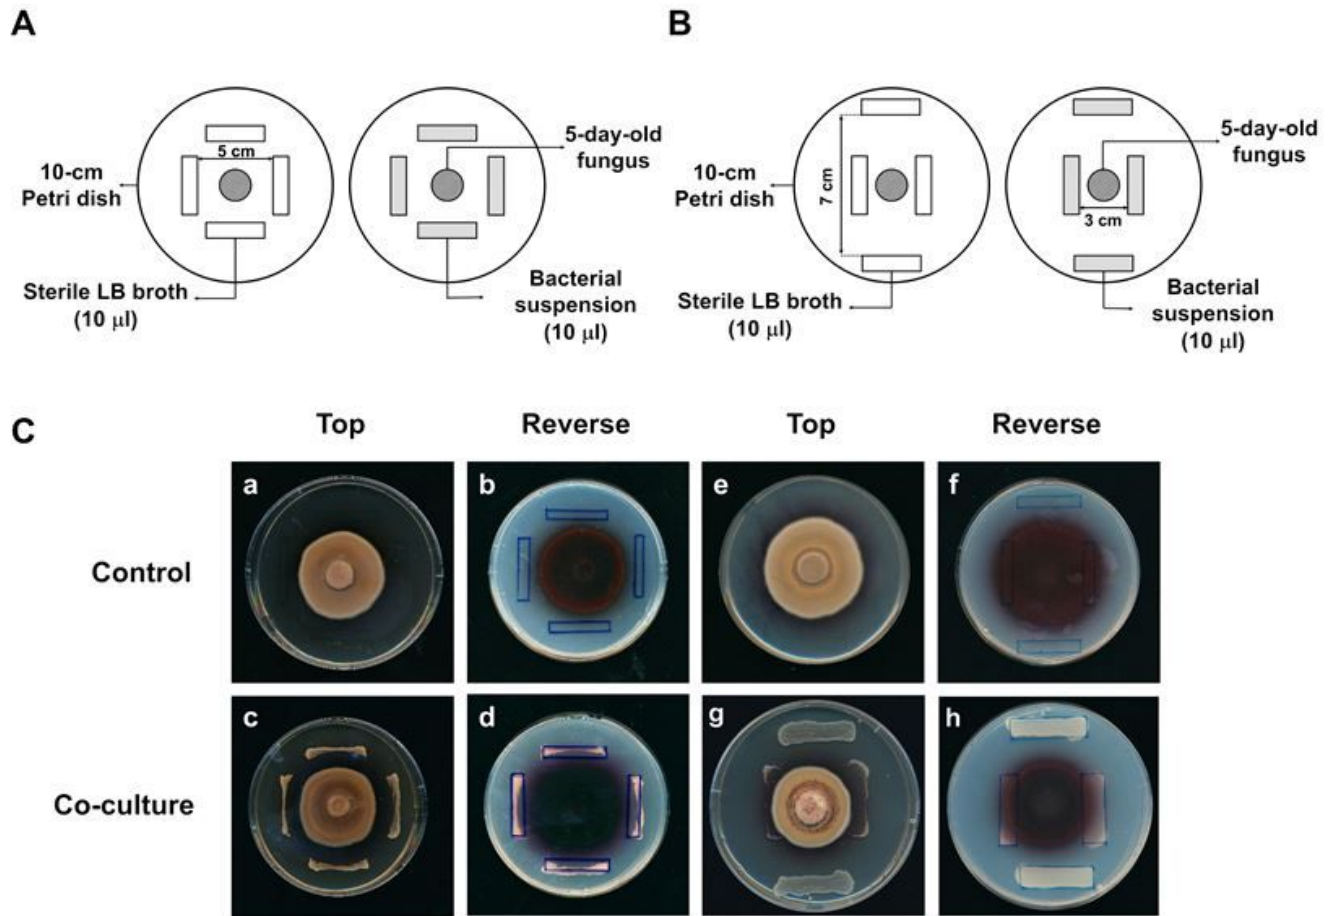 A
B
5 cm
10-cm
Petri dish
5-day-old
fungus
Sterile LB broth
(10 µl)
Bacterial
suspension
(10 µl)
7 cm
3 cm
10-cm
Petri dish
5-day-old
fungus
Sterile LB broth
(10 µl)
Bacterial
suspension
(10 µl)
C
Top
Reverse
Top
Reverse
Control
a
b
e
f
Co-culture
c
d
g
h